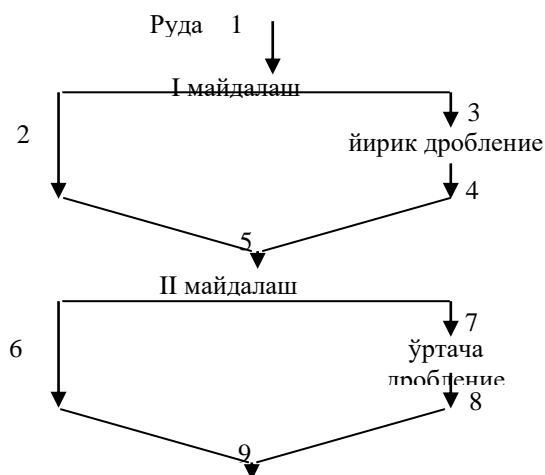 Руда 1
I майдалаш
3
2
йирик дробление
4
5
II майдалаш
7
6
ўртача
дробление
8
9